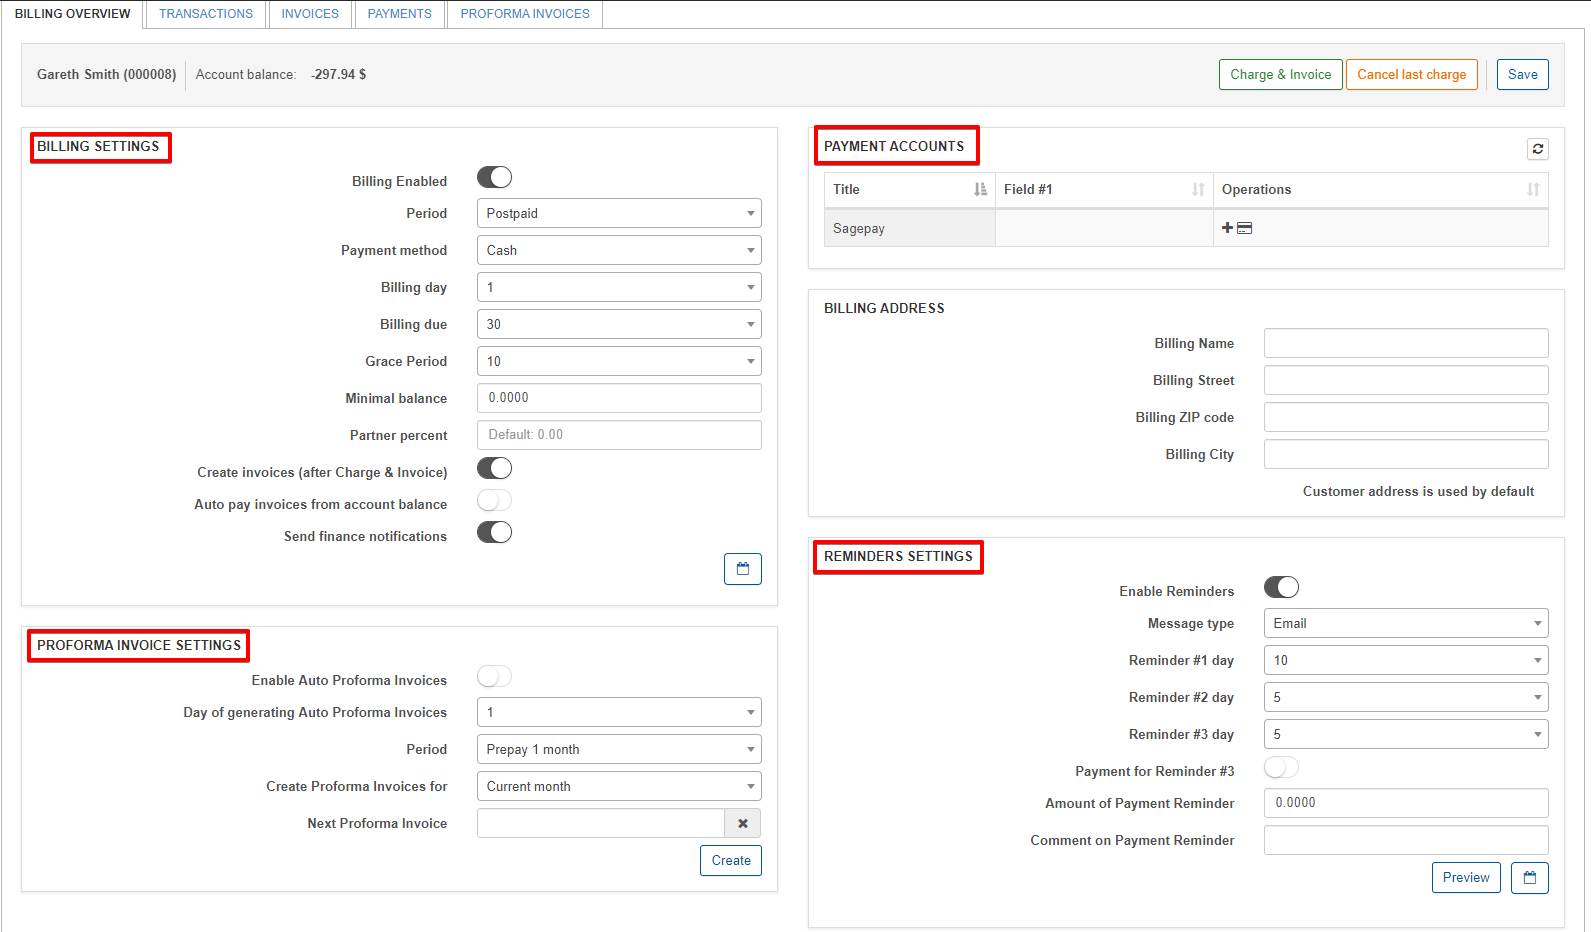 BILLING OVERVIEW
TRANSACTIONS
INVOICES
PAYMENTS
PROFORMA INVOICES
Gareth Smith (000008)
Account balance: -297.94 $
Charge & Invoice
Cancel last charge
Save
BILLING SETTINGS
Billing Enabled
Period Postpaid
Payment method Cash
Billing day 1
Billing due 30
Grace Period 10
Minimal balance 0.0000
Partner percent Default: 0.00
Create invoices (after Charge & Invoice)
Auto pay invoices from account balance
Send finance notifications
PROFORMA INVOICE SETTINGS
Enable Auto Proforma Invoices
Day of generating Auto Proforma Invoices 1
Period Prepay 1 month
Create Proforma Invoices for Current month
Next Proforma Invoice
Create
PAYMENT ACCOUNTS
Title Field #1 Operations
Sagepay
BILLING ADDRESS
Billing Name
Billing Street
Billing ZIP code
Billing City
Customer address is used by default
REMINDERS SETTINGS
Enable Reminders
Message type Email
Reminder #1 day 10
Reminder #2 day 5
Reminder #3 day 5
Payment for Reminder #3
Amount of Payment Reminder 0.0000
Comment on Payment Reminder
Preview